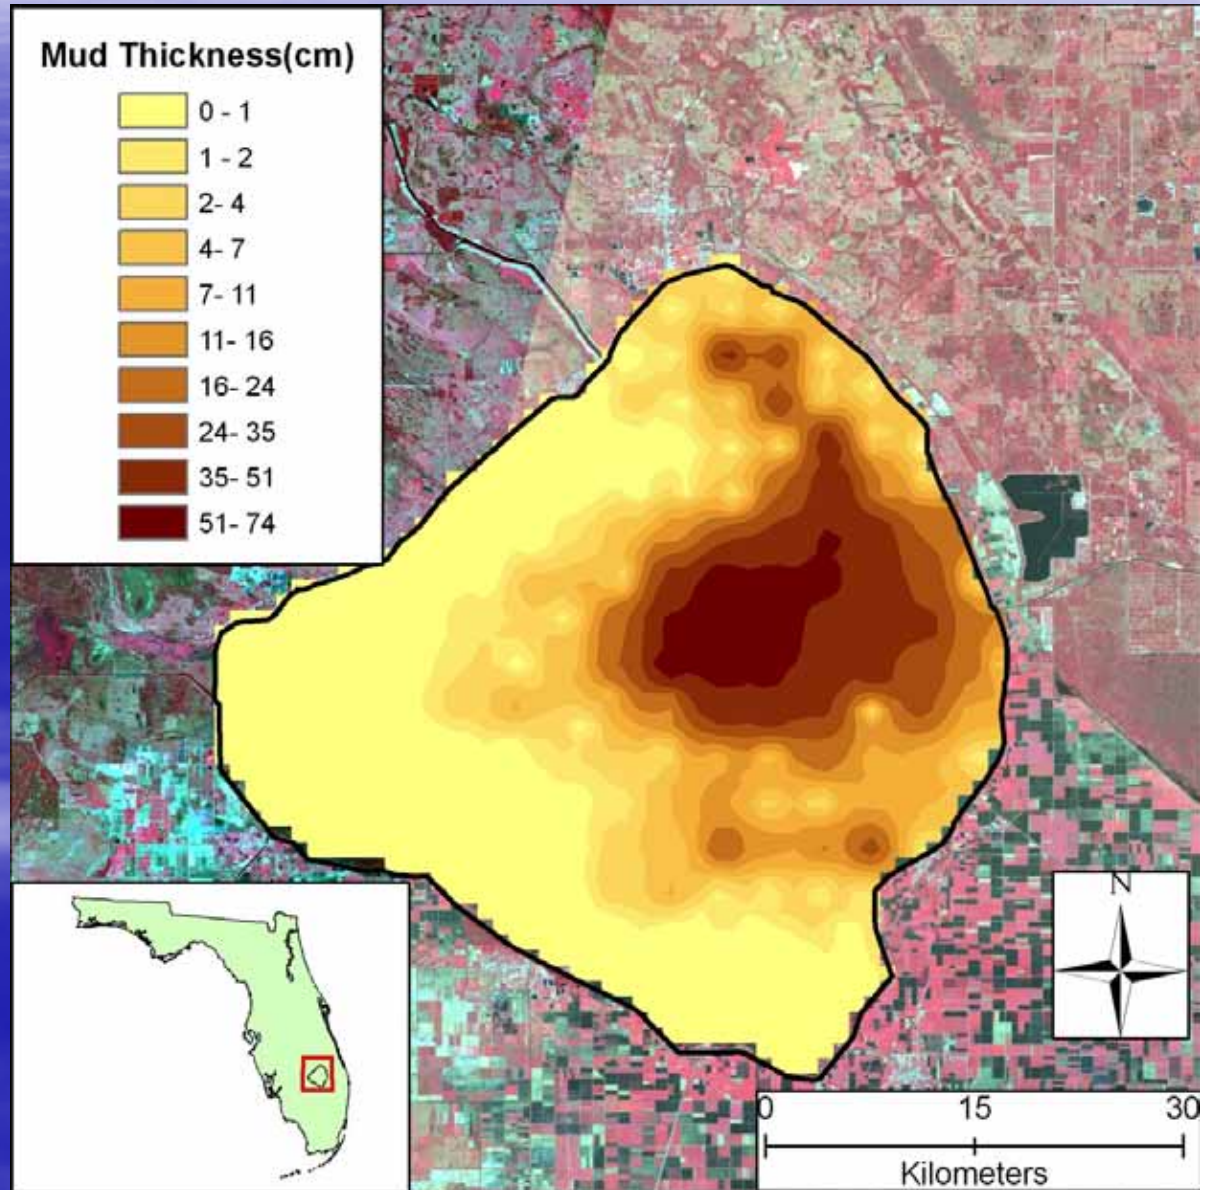 Mud Thickness(cm)
0 - 1
1 - 2
2- 4
4- 7
7- 11
11- 16
16- 24
24- 35
35- 51
51- 74
N
0 15 30
Kilometers